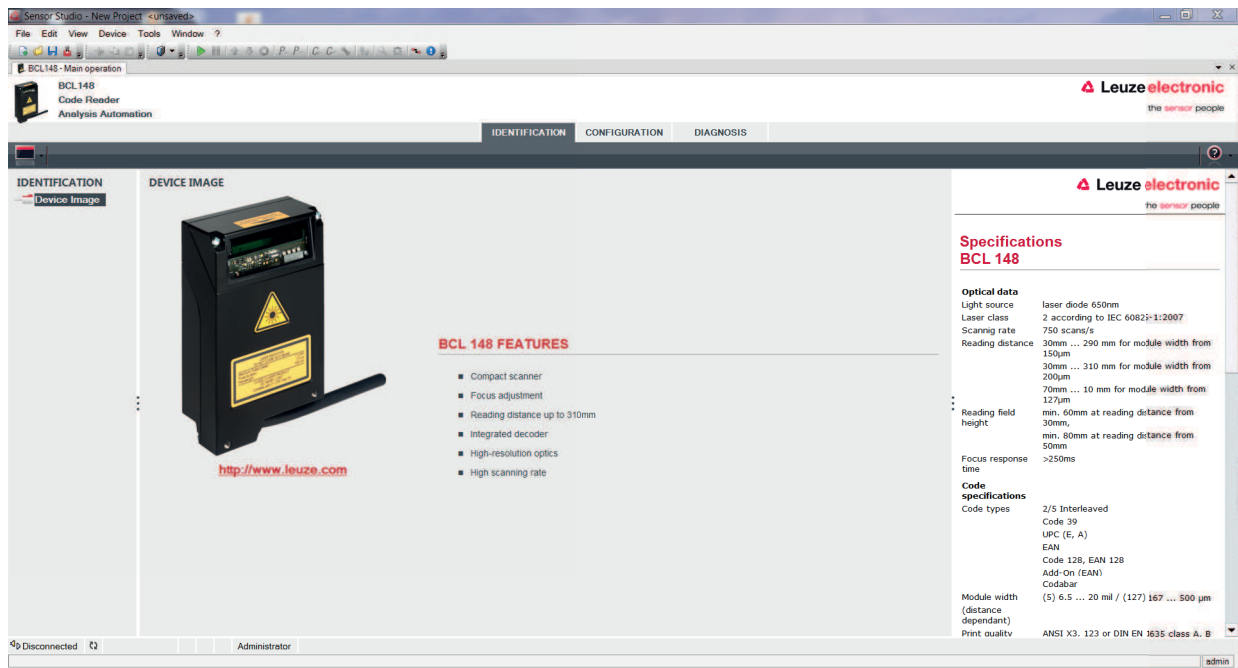 Sensor Studio - New Project <unsaved>
File Edit View Device Tools Window ?
BCL148 - Main operation
BCL148
Code Reader
Analysis Automation
Leuze electronic
the sensor people
IDENTIFICATION CONFIGURATION DIAGNOSIS
IDENTIFICATION
Device Image
DEVICE IMAGE
http://www.leuze.com
BCL 148 FEATURES
Compact scanner
Focus adjustment
Reading distance up to 310mm
Integrated decoder
High-resolution optics
High scanning rate
Leuze electronic
the sensor people
Specifications
BCL 148
Optical data
Light source laser diode 650nm
Laser class 2 according to IEC 60825-1:2007
Scannig rate 750 scans/s
Reading distance 30mm ... 290 mm for module width from
150µm
30mm ... 310 mm for module width from
200µm
70mm ... 10 mm for module width from
127µm
Reading field min. 60mm at reading distance from
height 30mm,
min. 80mm at reading distance from
50mm
Focus response >250ms
time
Code
specifications
Code types 2/5 Interleaved
Code 39
UPC (E, A)
EAN
Code 128, EAN 128
Add-On (EAN)
Codabar
Module width (5) 6.5 ... 20 mil / (127) 167 ... 500 µm
(distance
dependant)
Print quality ANSI X3. 123 or DIN EN 1635 class A, B
Disconnected Administrator
admin